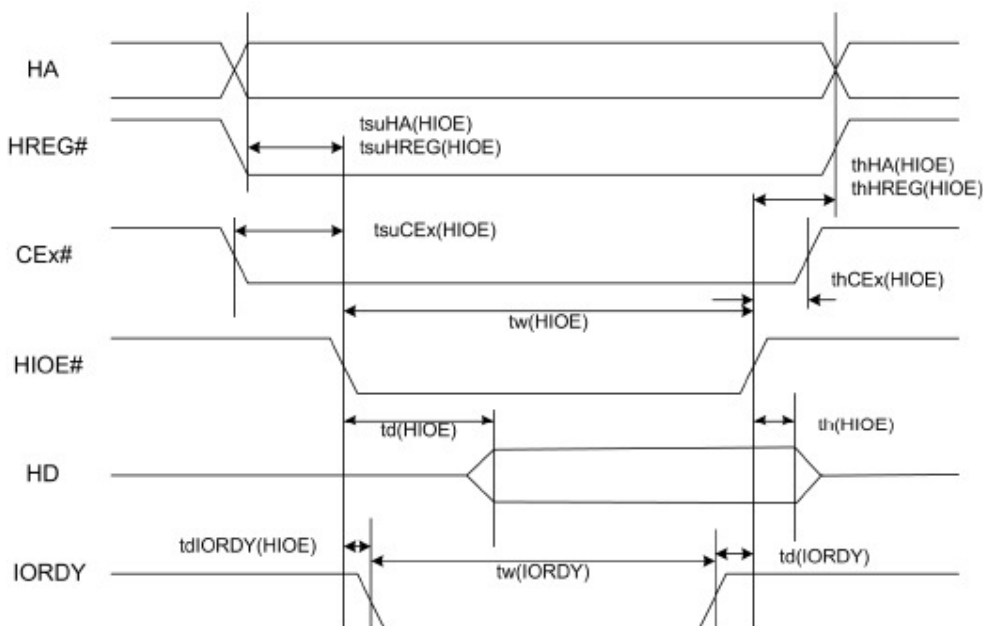 HA
tsuHA(HIOE)
HREG#
tsuHREG(HIOE)
thHA(HIOE)
thHREG(HIOE)
tsuCEx(HIOE)
CEx#
thCEx(HIOE)
tw(HIOE)
HIOE#
td(HIOE)
th(HIOE)
HD
tdIORDY(HIOE)
tw(IORDY)
td(IORDY)
IORDY